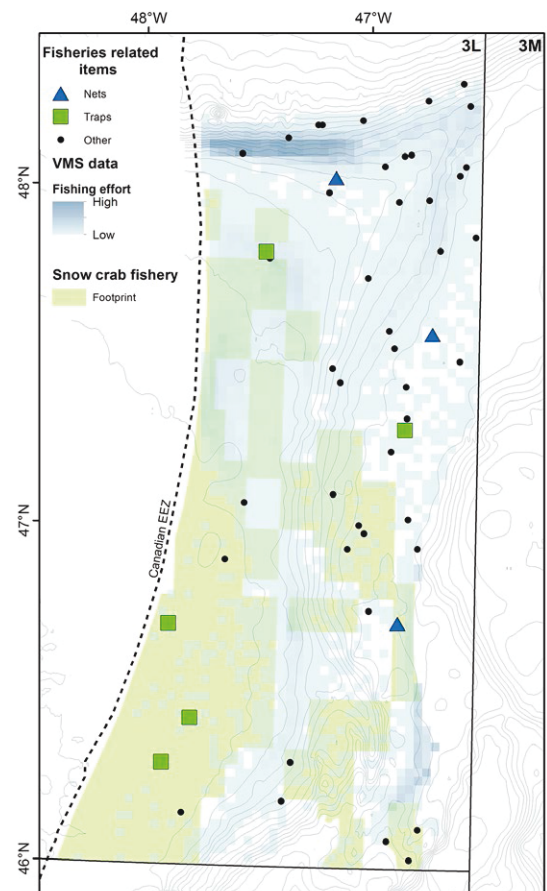 48°W
47°W
3L
3M
Fisheries related
items
Nets
Traps
Other
VMS data
Fishing effort
High
Low
Snow crab fishery
Footprint
48°N
47°N
Canadian EEZ
46°N